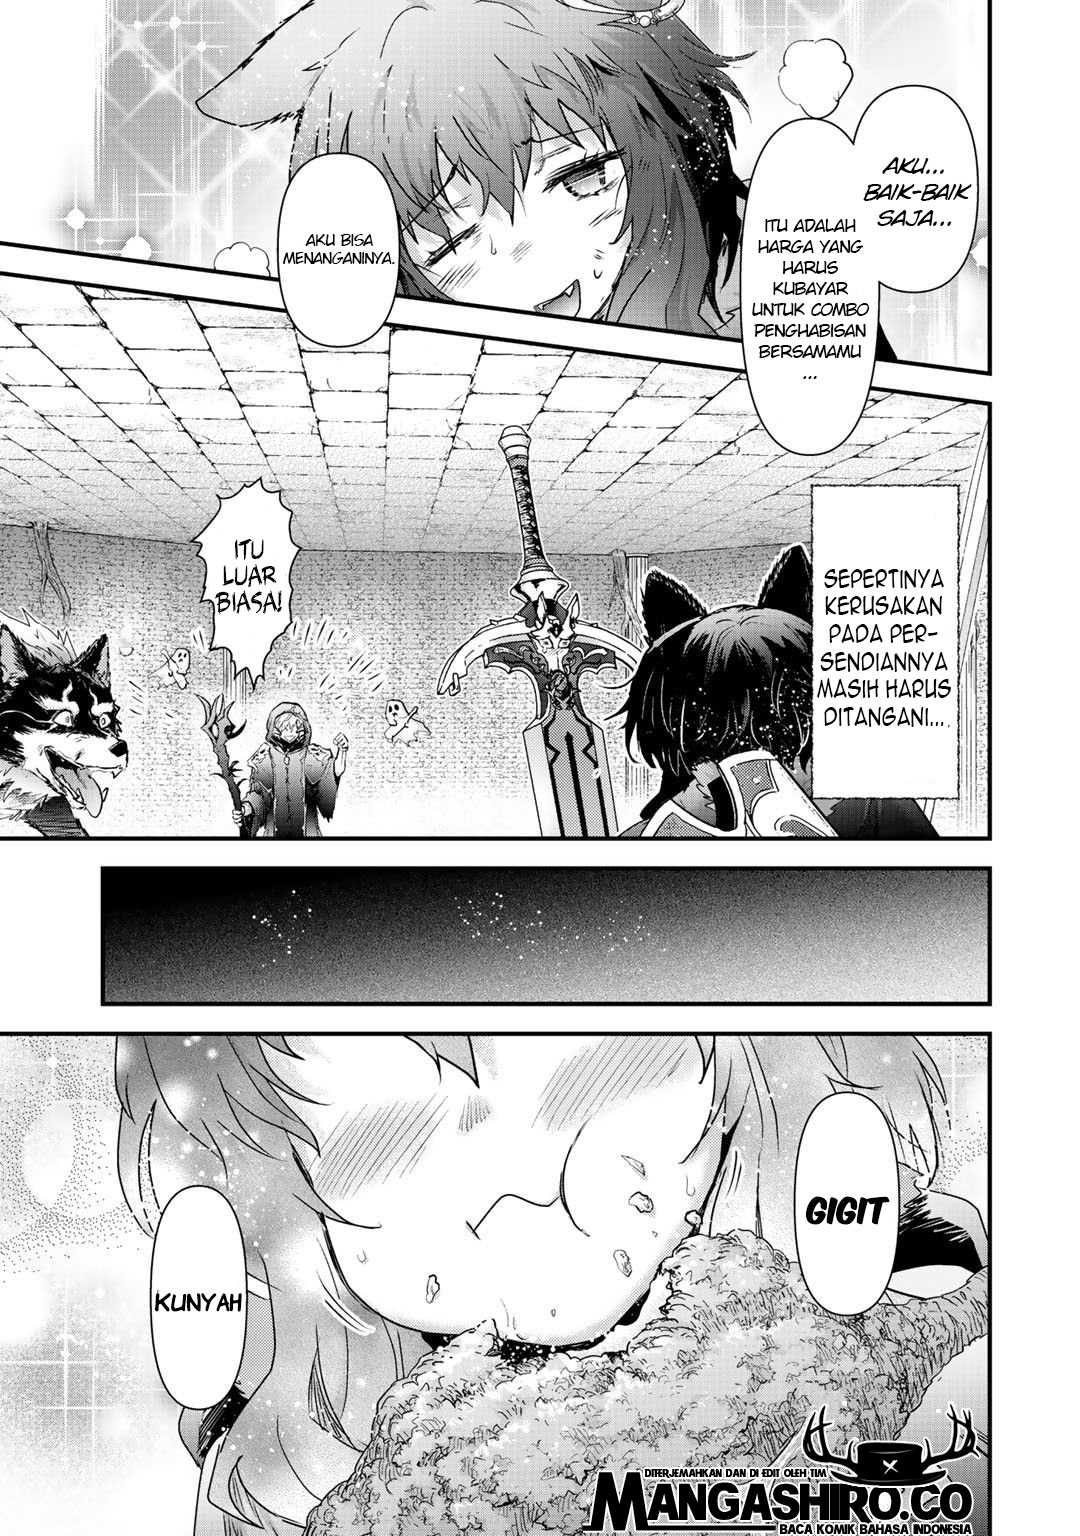 AKU...
BAIK-BAIK
SAJA...
ITU ADALAH
HARGA YANG
HARUS
KUBAYAR
UNTUK COMBO
PENGHABISAN
BERSAMAMU
...
AKU BISA
MENANGANINYA.
SEPERTINYA
KERUSAKAN
PADA PER-
SENDIANNYA
MASIH HARUS
DITANGANI...
ITU
LUAR
BIASA!
GIGIT
KUNYAH
DITERJEMAHKAN DAN DI EDIT OLEH TIM
MANGASHIRO.CO
BACA KOMIK BAHASA INDONESIA